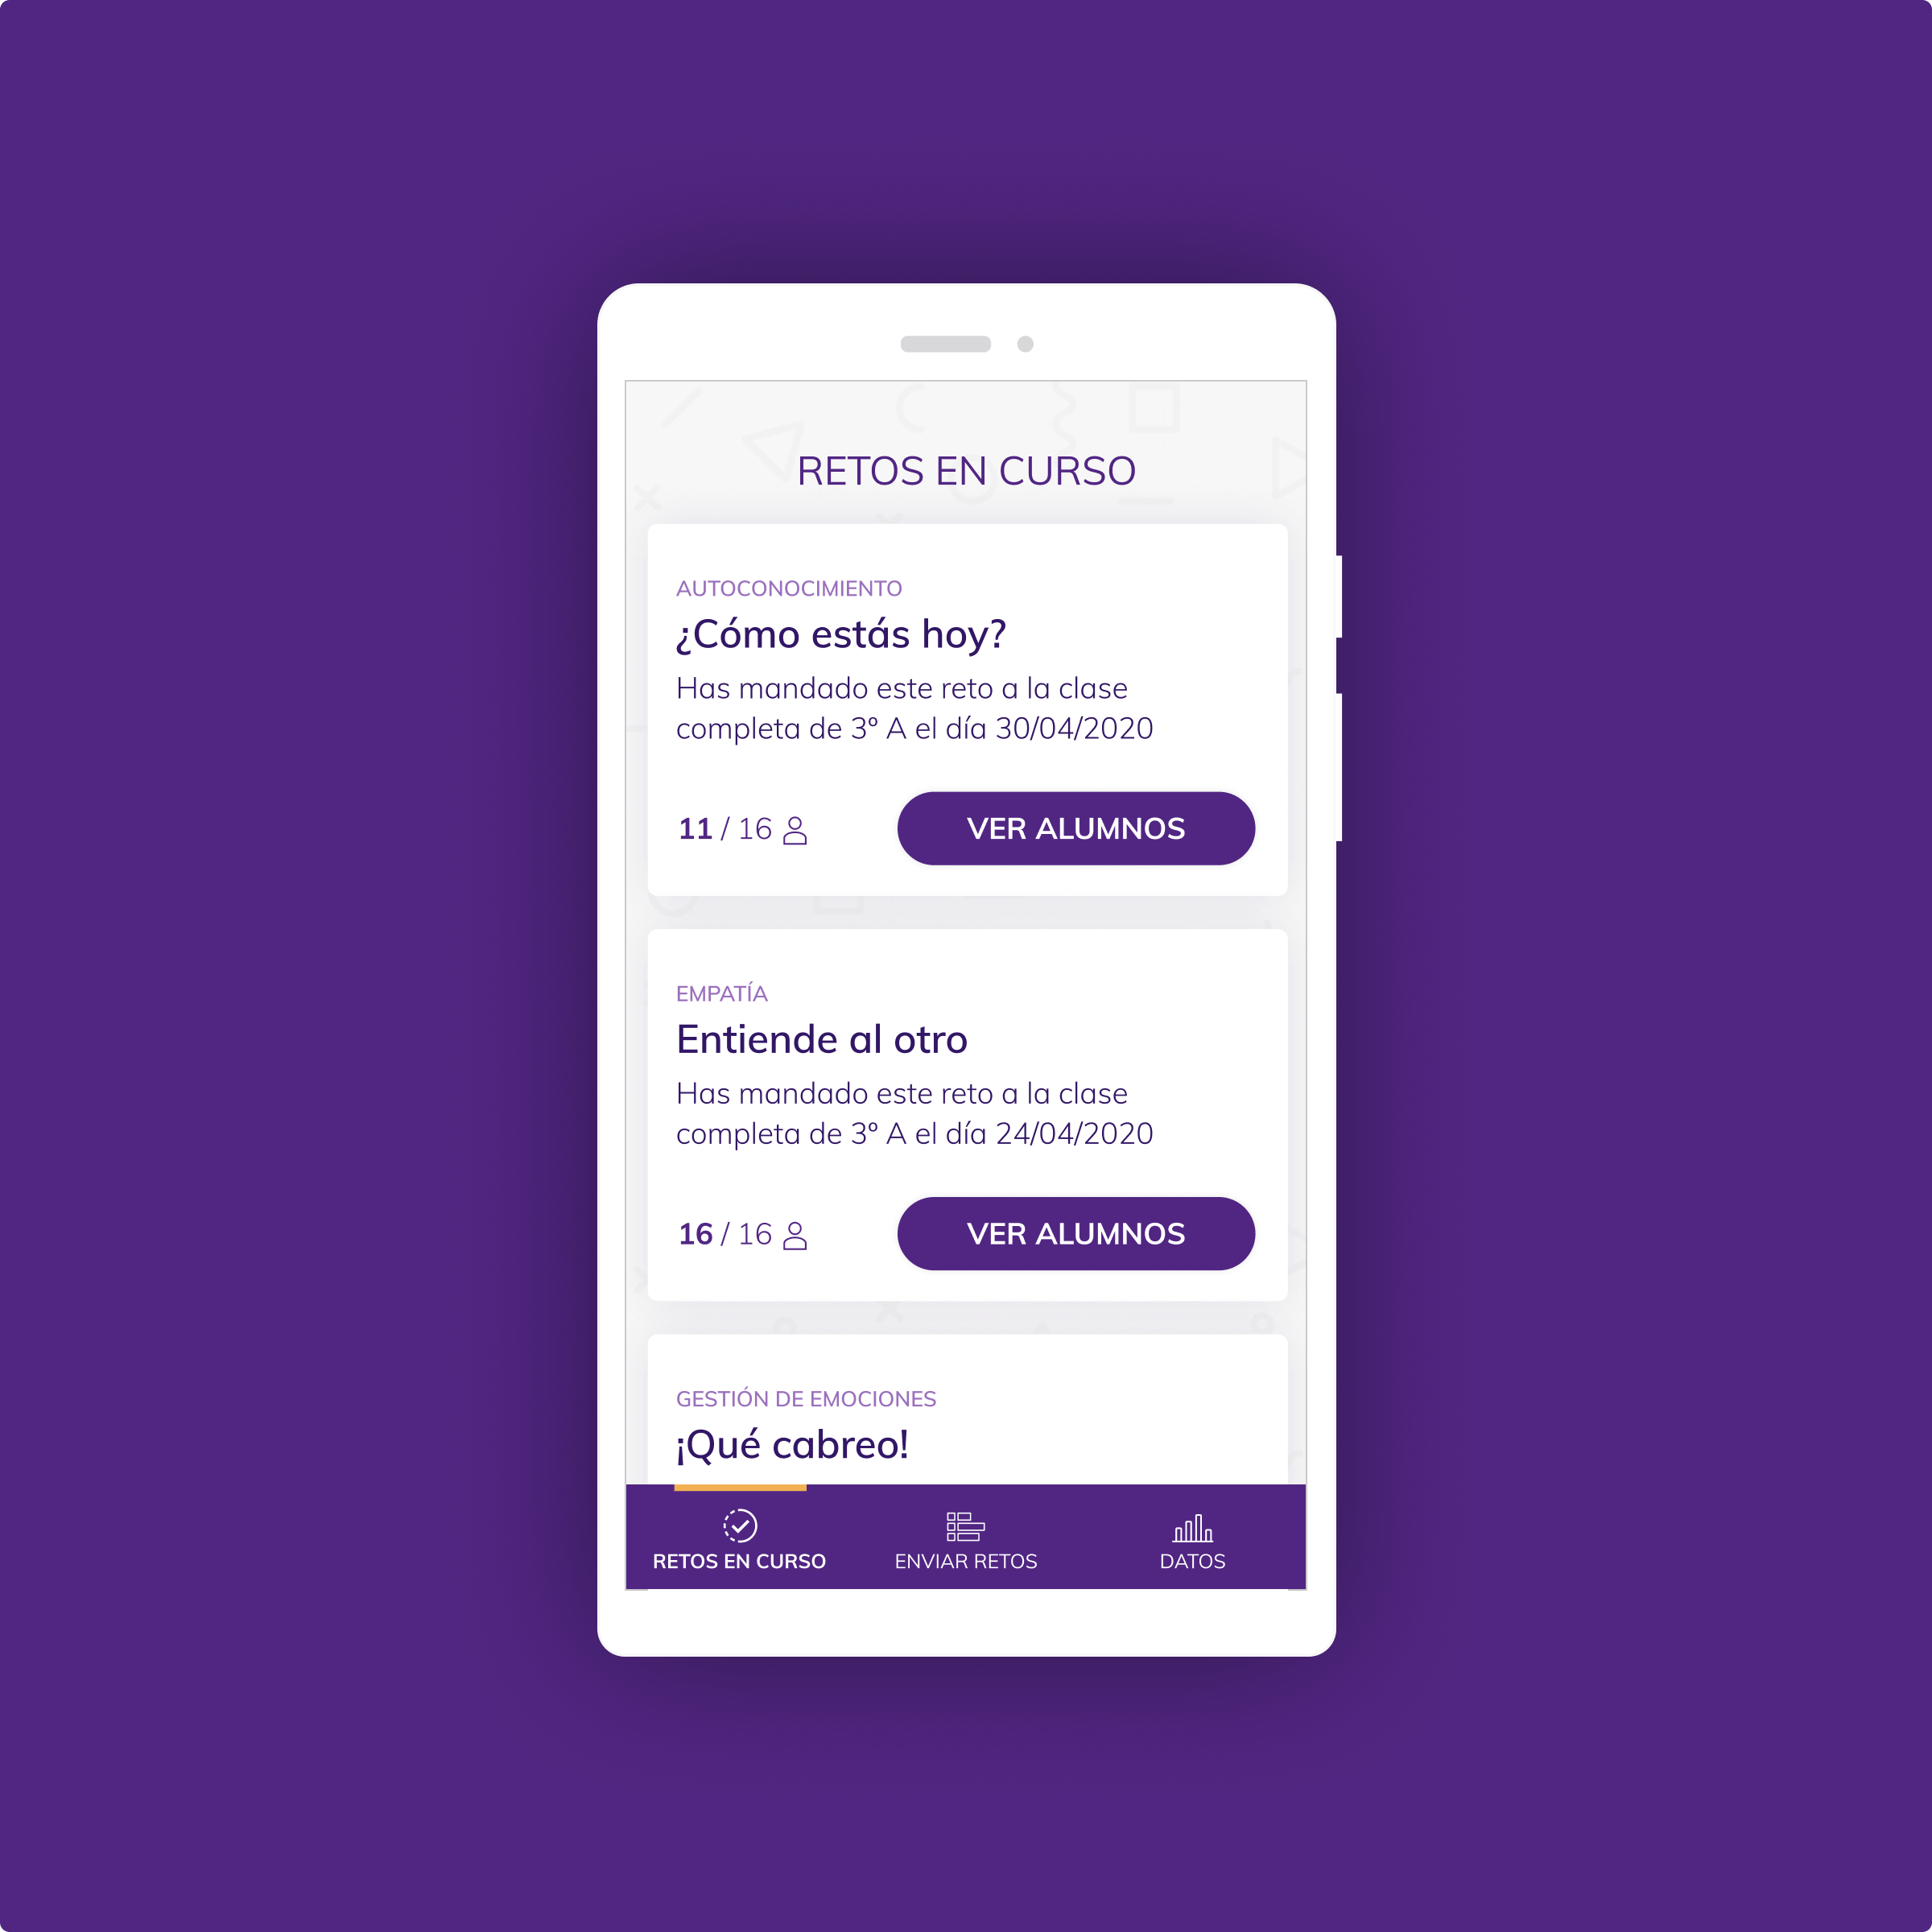 RETOS EN CURSO
AUTOCONOCIMIENTO
¿Cómo estás hoy?
Has mandado este reto a la clase
completa de 3º A el día 30/04/2020
11 / 16
VER ALUMNOS
EMPATÍA
Entiende al otro
Has mandado este reto a la clase
completa de 3º A el día 24/04/2020
16 / 16
VER ALUMNOS
GESTIÓN DE EMOCIONES
¡Qué cabreo!
RETOS EN CURSO
ENVIAR RETOS
DATOS